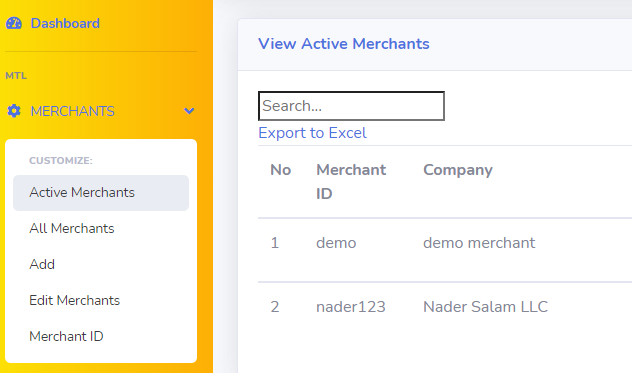 Dashboard
MTL
MERCHANTS
CUSTOMIZE:
Active Merchants
All Merchants
Add
Edit Merchants
Merchant ID
View Active Merchants
Search...
Export to Excel
No Merchant ID Company
1 demo demo merchant
2 nader123 Nader Salam LLC